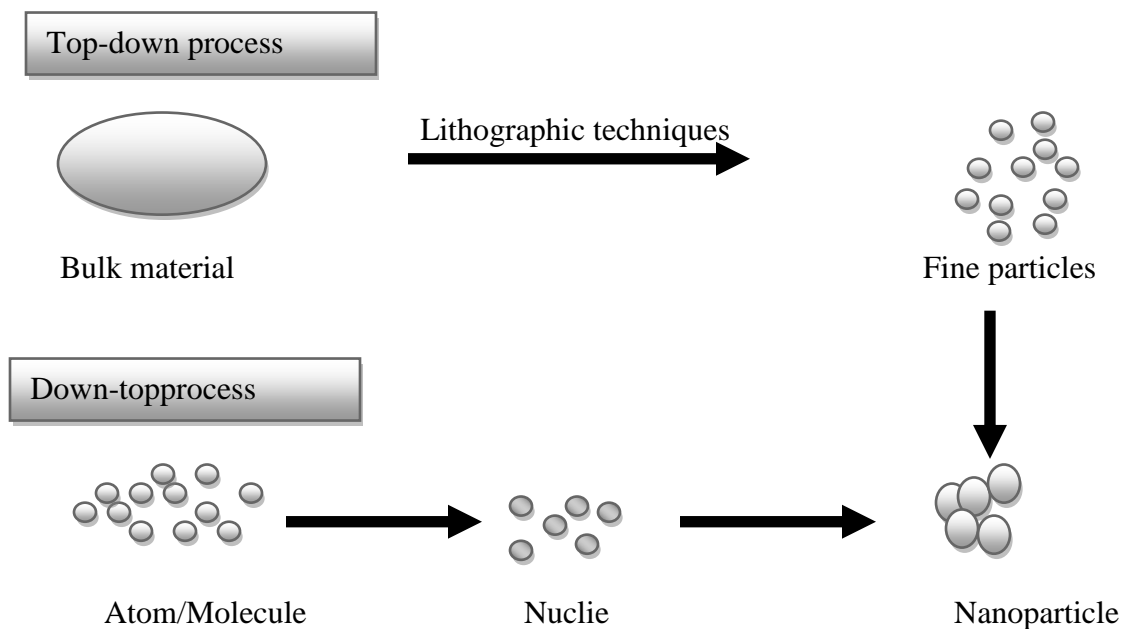 Top-down process
Lithographic techniques
Bulk material
Fine particles
Down-topprocess
Atom/Molecule
Nuclie
Nanoparticle